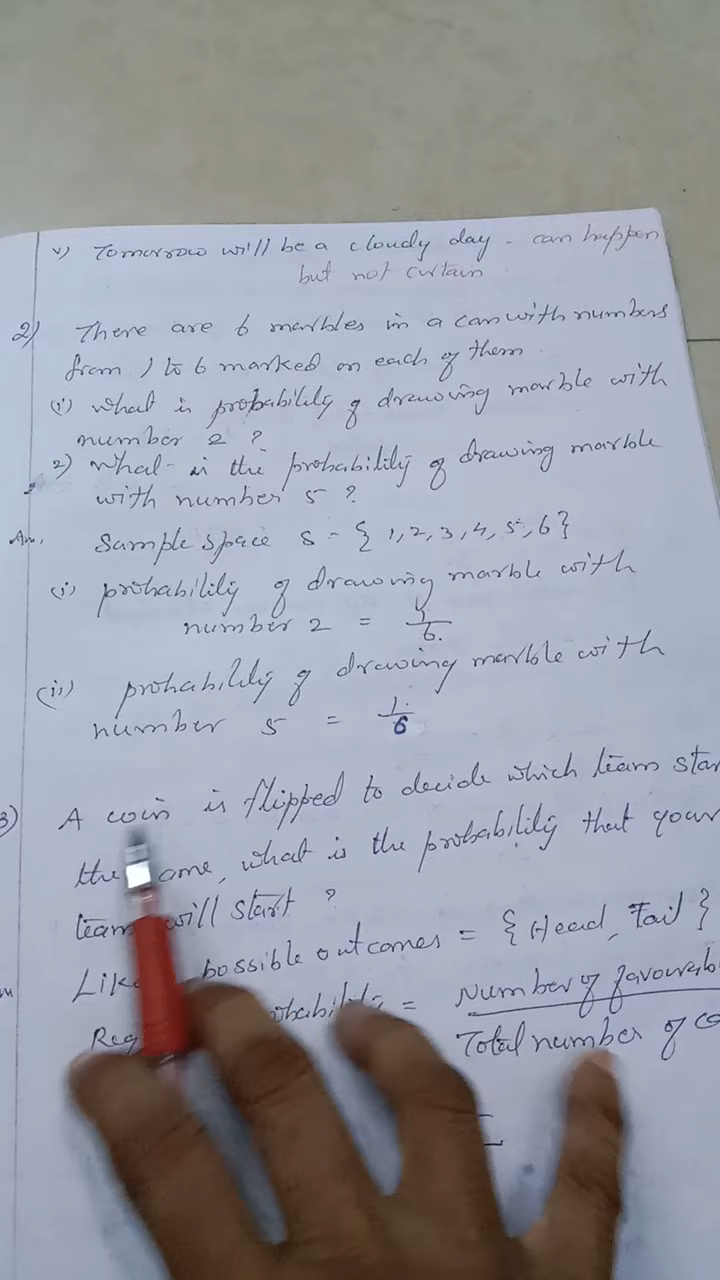 v) Tomorrow will be a cloudy day - can happen
but not certain
2) There are 6 marbles in a can with numbers
from 1 to 6 marked on each of them.
(i) what is probability of drawing marble with
number 2 ?
2) what is the probability of drawing marble
with number 5 ?
Ans. Sample space S = { 1, 2, 3, 4, 5, 6 }
(i) probability of drawing marble with
number 2 = 1/6.
(ii) probability of drawing marble with
number 5 = 1/6
3) A coin is flipped to decide which team star
the ame, what is the probability that your
team will start ?
Like possible outcomes = { Head, Tail }
Req obability = Number of favourab
Total number of